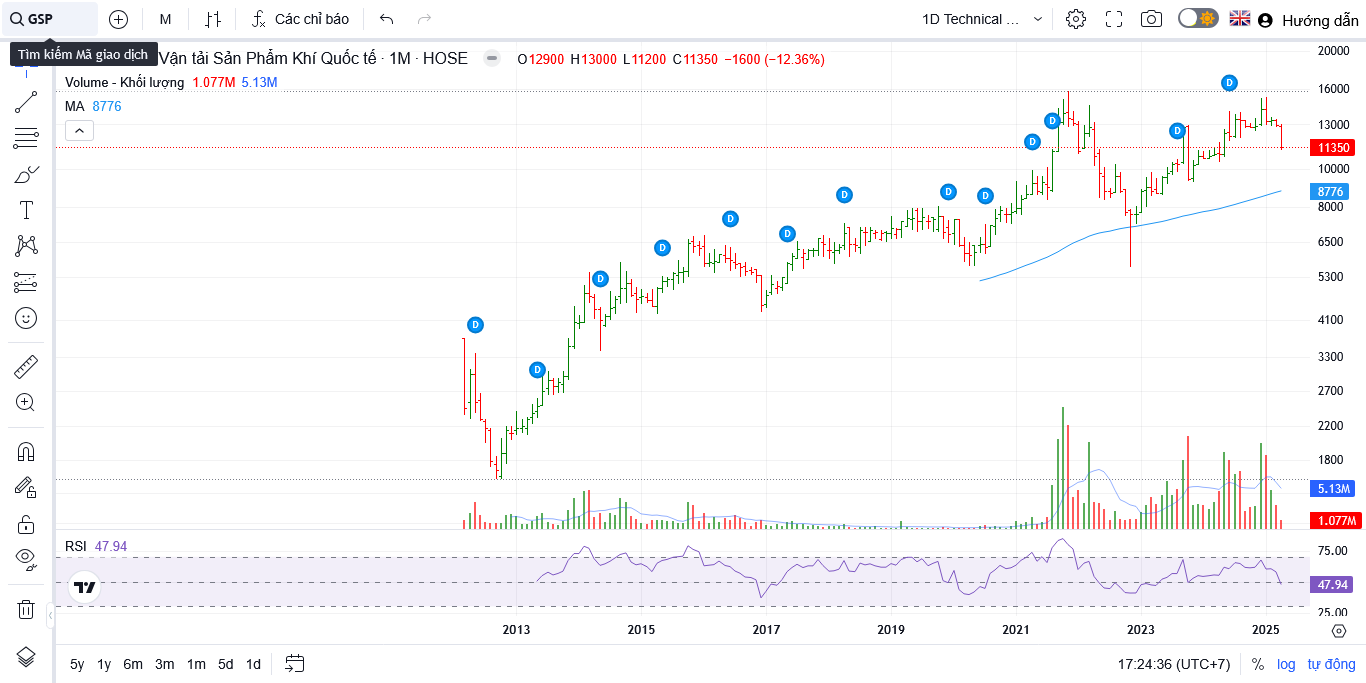 GSP M Các chỉ báo 1D Technical ... Hướng dẫn
Tìm kiếm Mã giao dịch
Vận tải Sản Phẩm Khí Quốc tế · 1M · HOSE O12900 H13000 L11200 C11350 −1600 (−12.36%)
Volume - Khối lượng 1.077M 5.13M
MA 8776
20000
16000
13000
11350
10000
8776
8000
6500
5300
4100
3300
2700
2200
1800
5.13M
1.077M
D
D
D
D
D
D
D
D
D
D
D
D
D
RSI 47.94
75.00
47.94
25.00
2013 2015 2017 2019 2021 2023 2025
5y 1y 6m 3m 1m 5d 1d 17:24:36 (UTC+7) % log tự động